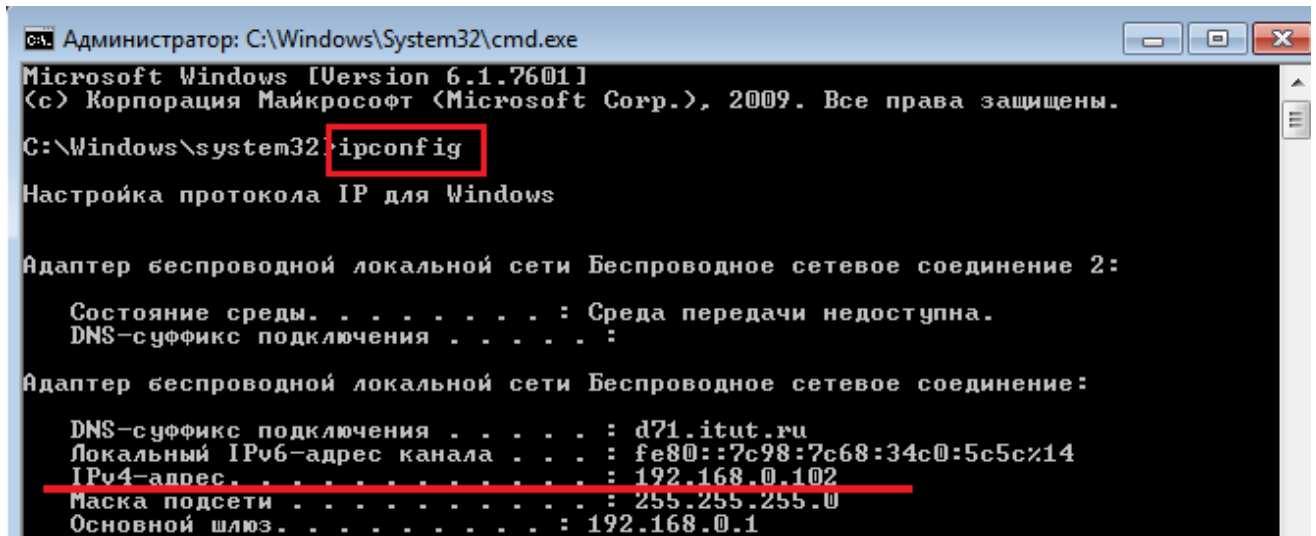 Администратор: C:\Windows\System32\cmd.exe
Microsoft Windows [Version 6.1.7601]
(c) Корпорация Майкрософт (Microsoft Corp.), 2009. Все права защищены.
C:\Windows\system32>ipconfig
Настройка протокола IP для Windows
Адаптер беспроводной локальной сети Беспроводное сетевое соединение 2:
Состояние среды. . . . . . . . : Среда передачи недоступна.
DNS-суффикс подключения . . . . . :
Адаптер беспроводной локальной сети Беспроводное сетевое соединение:
DNS-суффикс подключения . . . . . : d71.itut.ru
Локальный IPv6-адрес канала . . . : fe80::7c98:7c68:34c0:5c5c%14
IPv4-адрес. . . . . . . . . . . . : 192.168.0.102
Маска подсети . . . . . . . . . . : 255.255.255.0
Основной шлюз. . . . . . . . . : 192.168.0.1